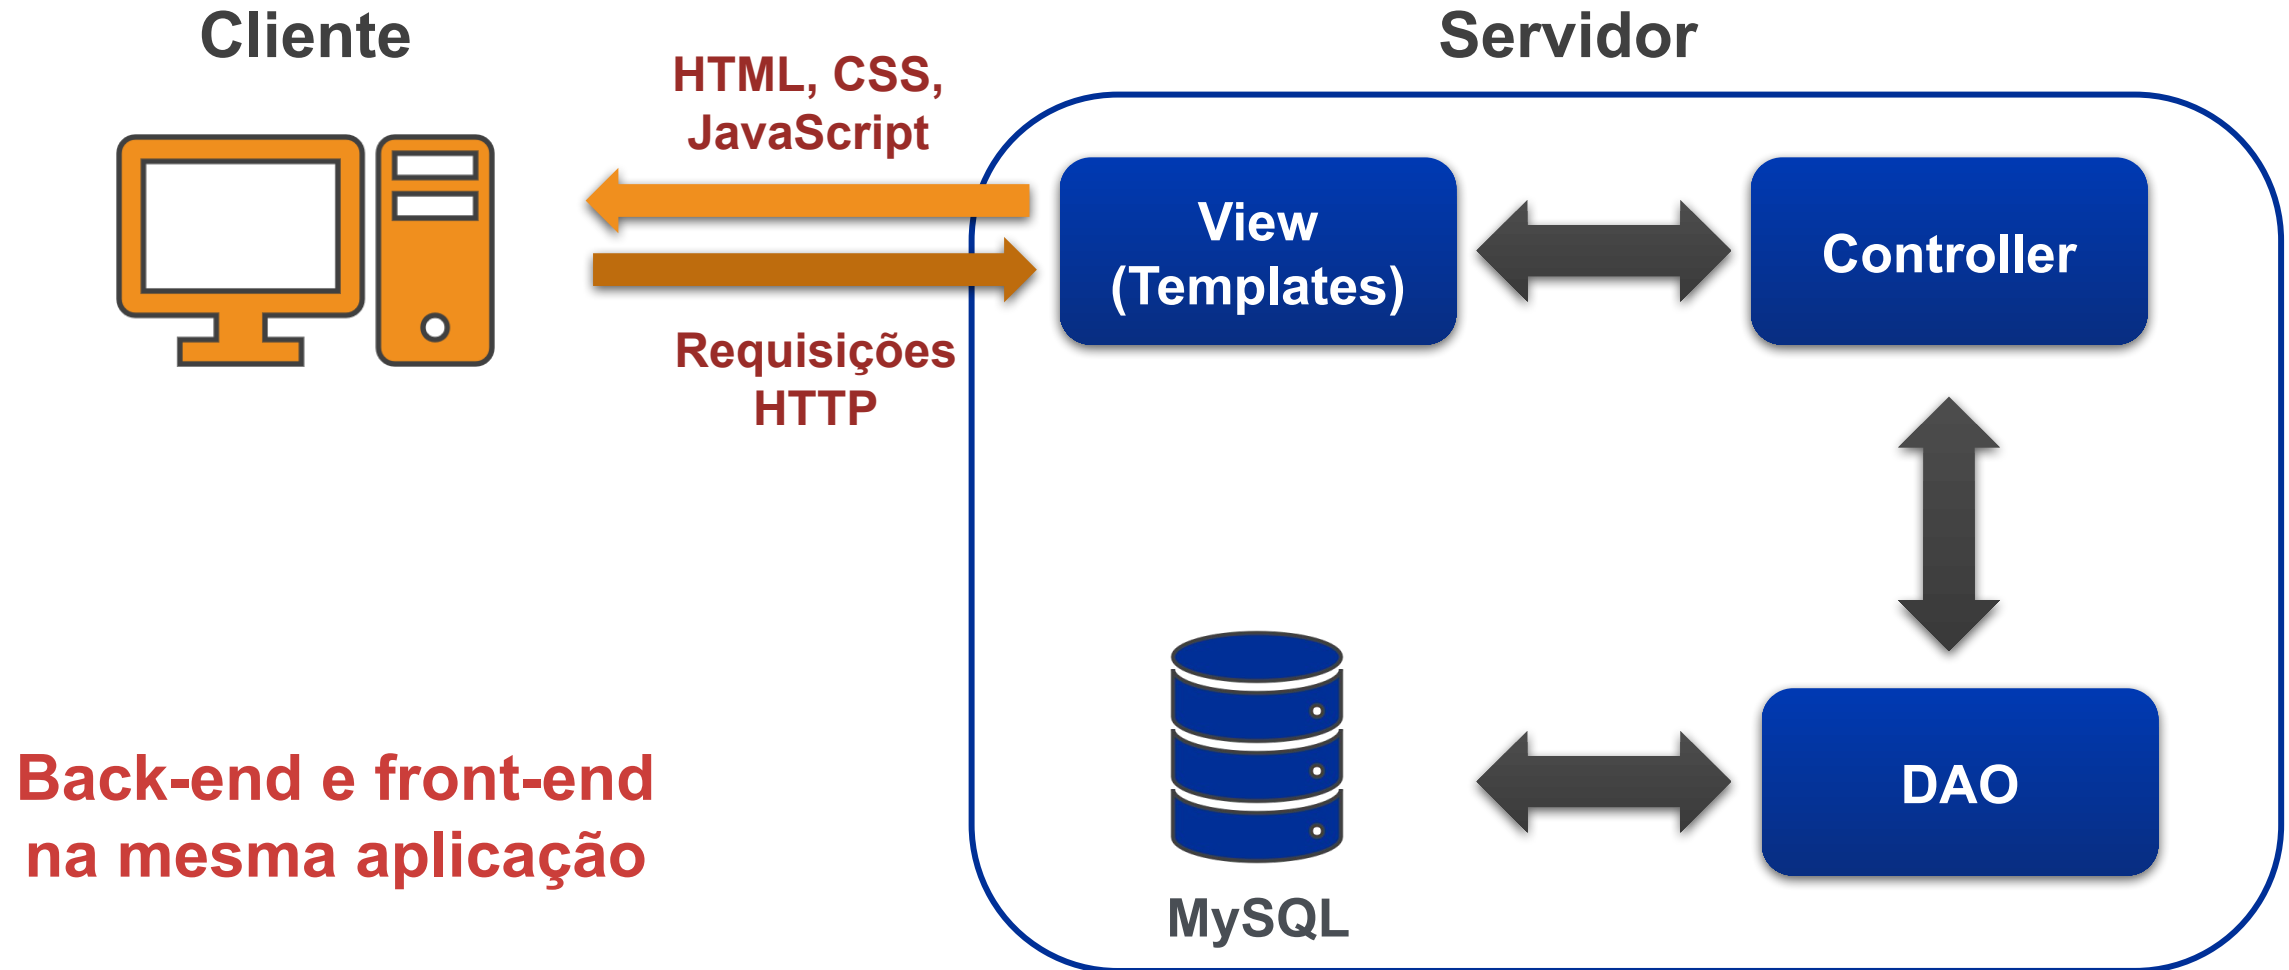 Cliente
Servidor
HTML, CSS,
JavaScript
View
(Templates)
Controller
Requisições
HTTP
Back-end e front-end
na mesma aplicação
DAO
MySQL